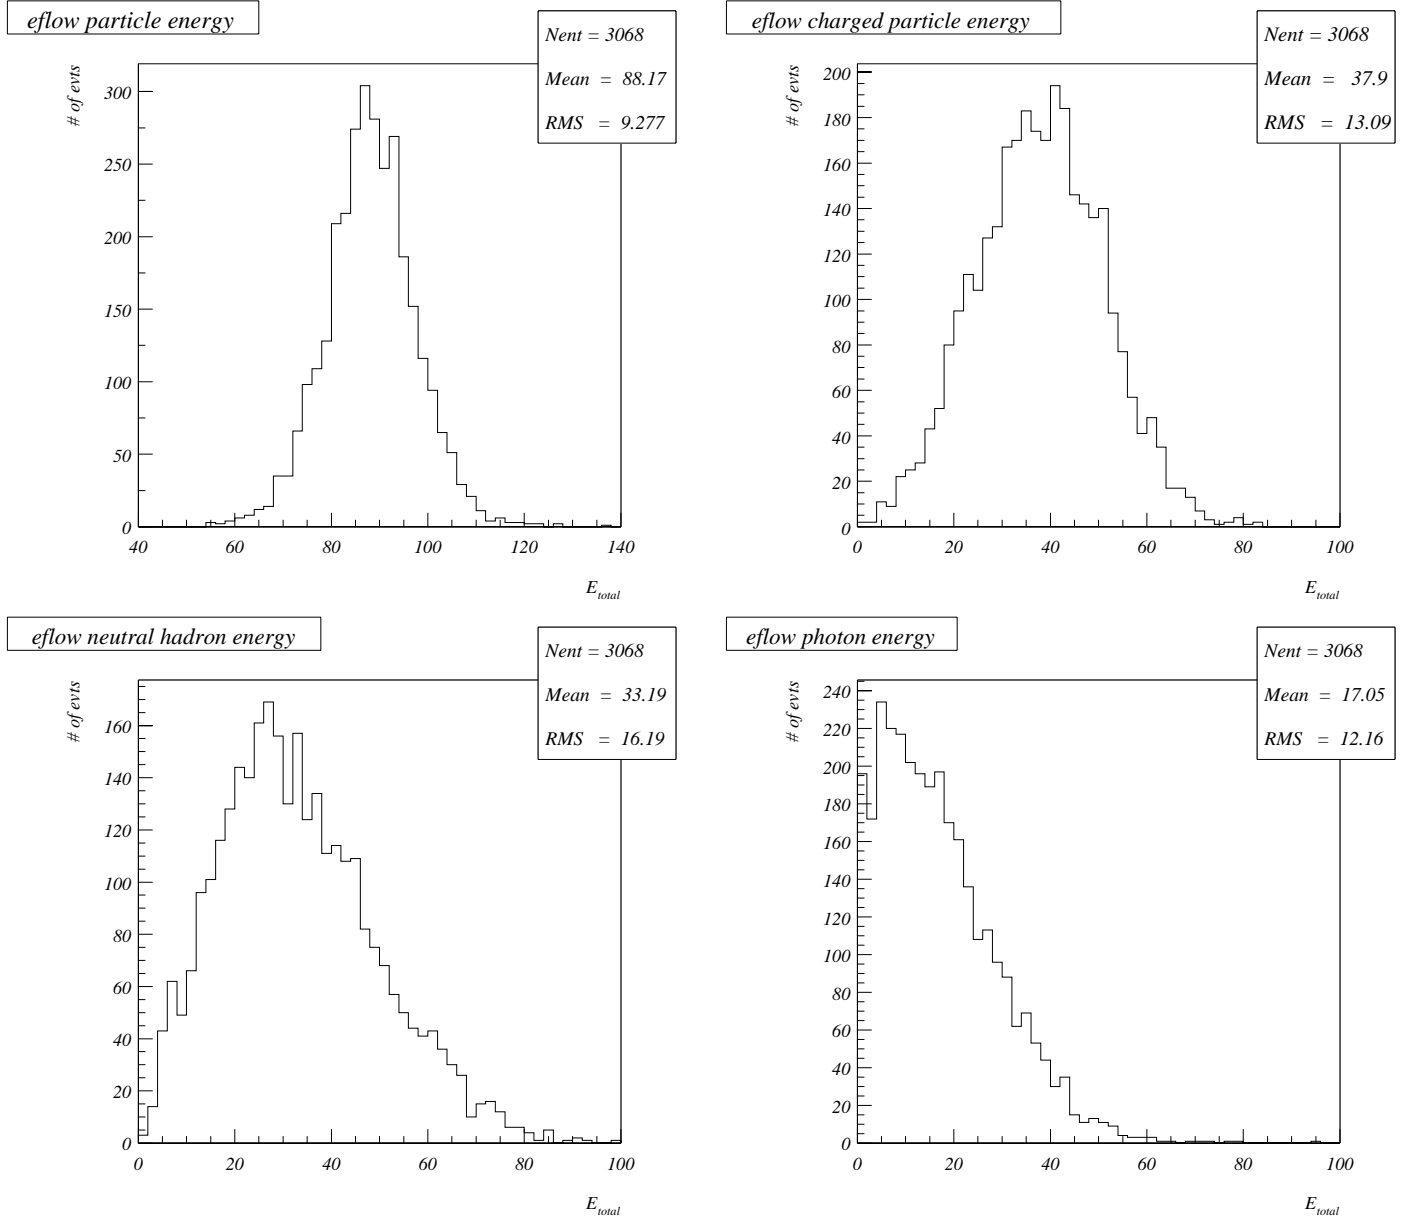 eflow particle energy
Nent = 3068
Mean = 88.17
RMS = 9.277
# of evts
300
250
200
150
100
50
0
40 60 80 100 120 140
E_total
eflow charged particle energy
Nent = 3068
Mean = 37.9
RMS = 13.09
# of evts
200
180
160
140
120
100
80
60
40
20
0
0 20 40 60 80 100
E_total
eflow neutral hadron energy
Nent = 3068
Mean = 33.19
RMS = 16.19
# of evts
160
140
120
100
80
60
40
20
0
0 20 40 60 80 100
E_total
eflow photon energy
Nent = 3068
Mean = 17.05
RMS = 12.16
# of evts
240
220
200
180
160
140
120
100
80
60
40
20
0
0 20 40 60 80 100
E_total